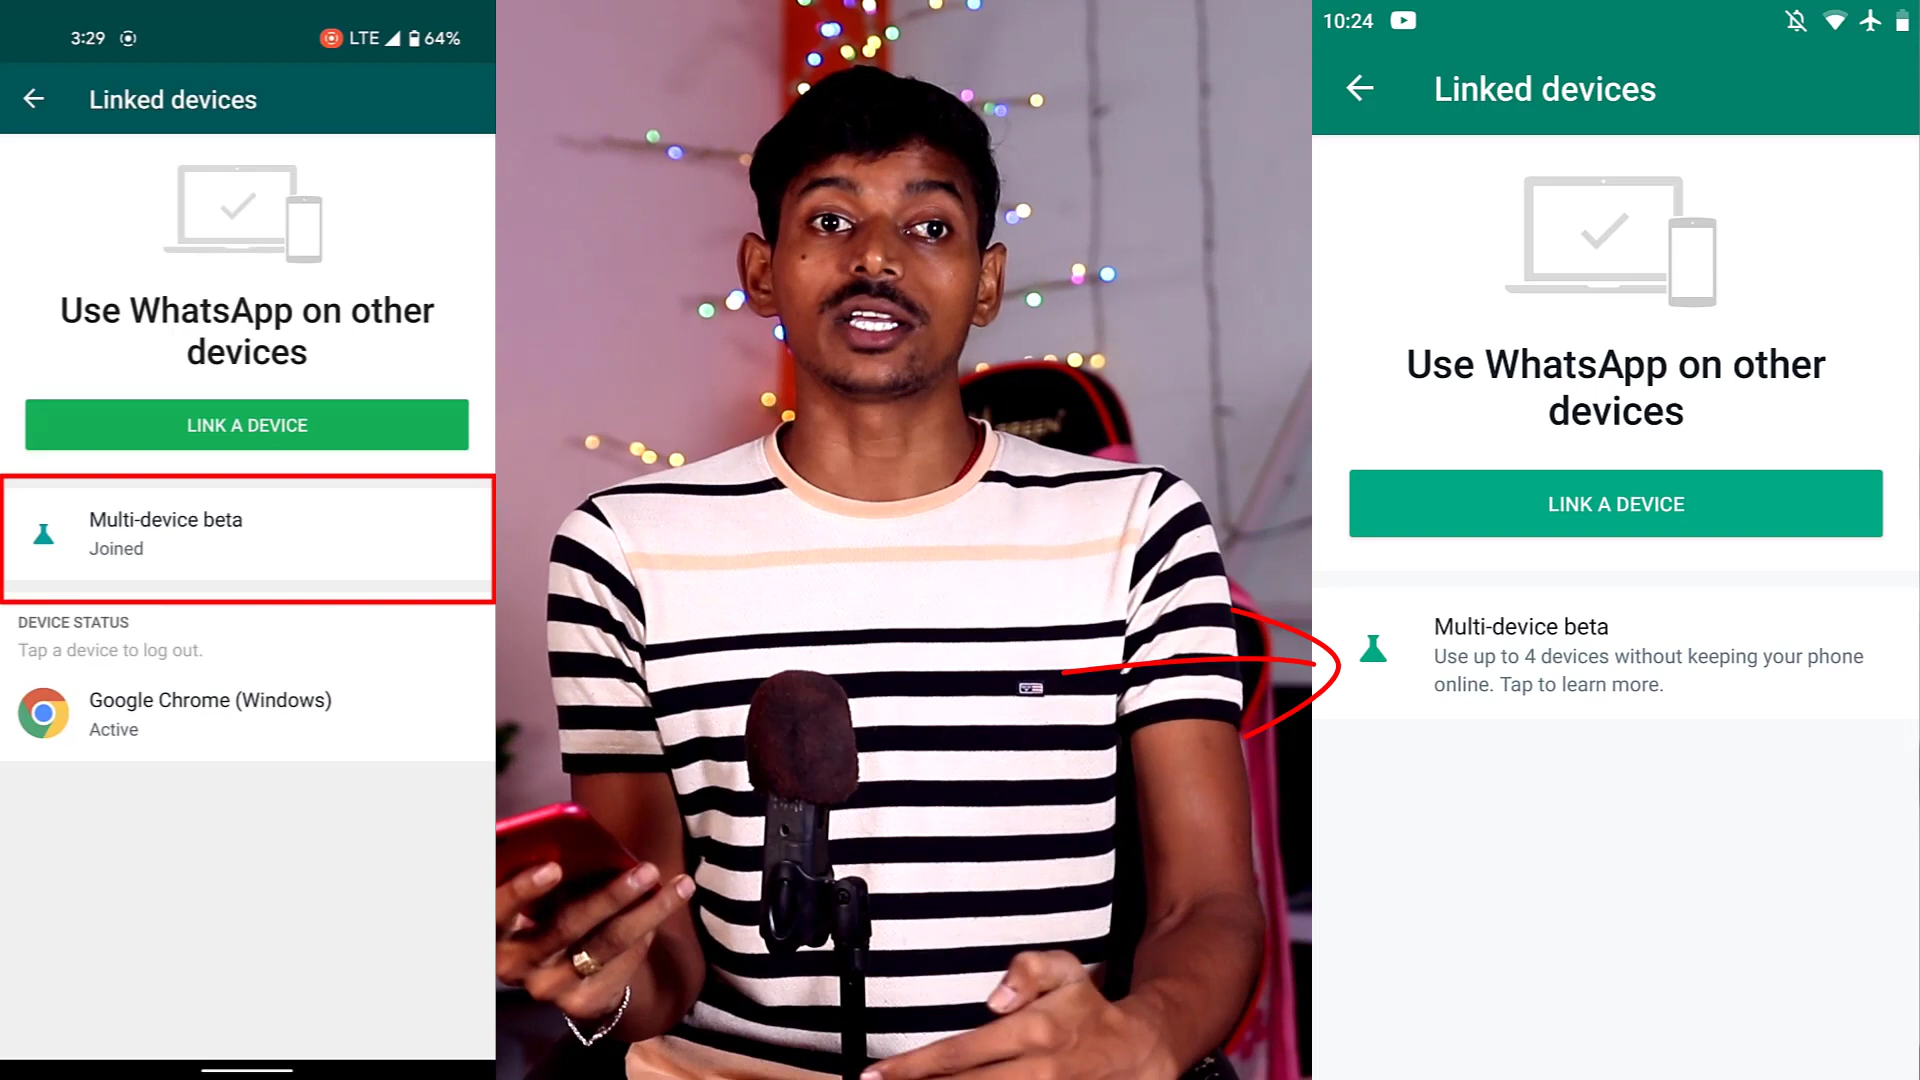 3:29
LTE 64%
Linked devices
Use WhatsApp on other
devices
LINK A DEVICE
Multi-device beta
Joined
DEVICE STATUS
Tap a device to log out.
Google Chrome (Windows)
Active
10:24
Linked devices
Use WhatsApp on other
devices
LINK A DEVICE
Multi-device beta
Use up to 4 devices without keeping your phone
online. Tap to learn more.